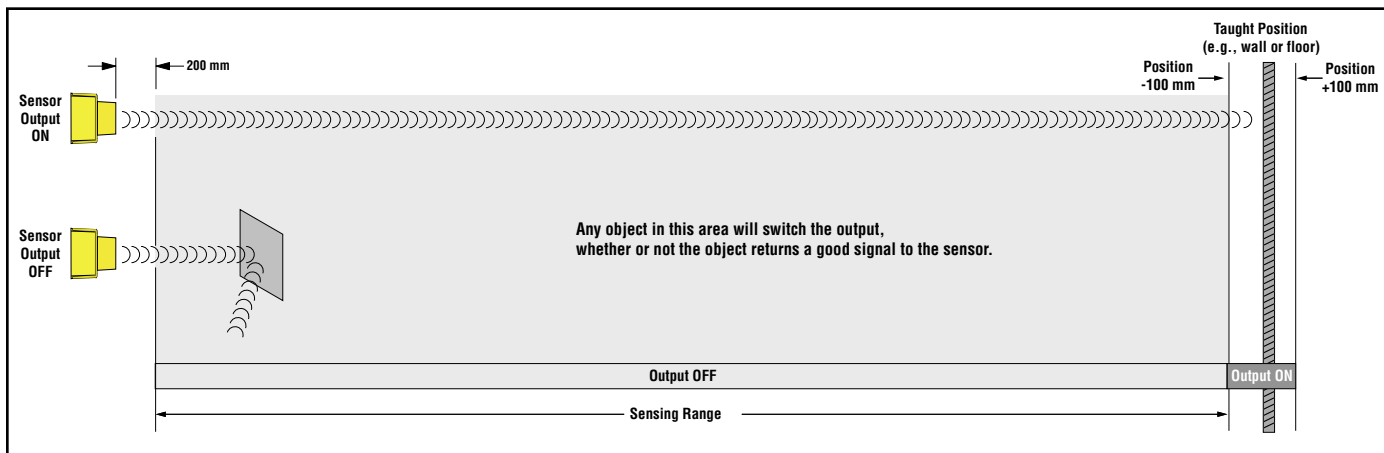 Taught Position
(e.g., wall or floor)
200 mm
Position
-100 mm
Position
+100 mm
Sensor
Output
ON
Any object in this area will switch the output,
whether or not the object returns a good signal to the sensor.
Sensor
Output
OFF
Output OFF
Output ON
Sensing Range